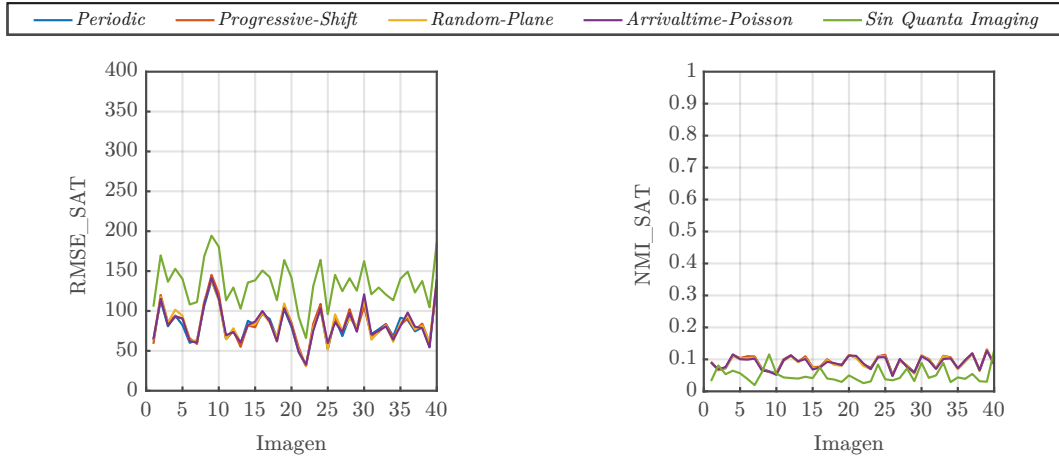 Periodic Progressive-Shift Random-Plane Arrivaltime-Poisson Sin Quanta Imaging
RMSE_SAT
400
350
300
250
200
150
100
50
0
0 5 10 15 20 25 30 35 40
Imagen
NMI_SAT
1
0.9
0.8
0.7
0.6
0.5
0.4
0.3
0.2
0.1
0
0 5 10 15 20 25 30 35 40
Imagen